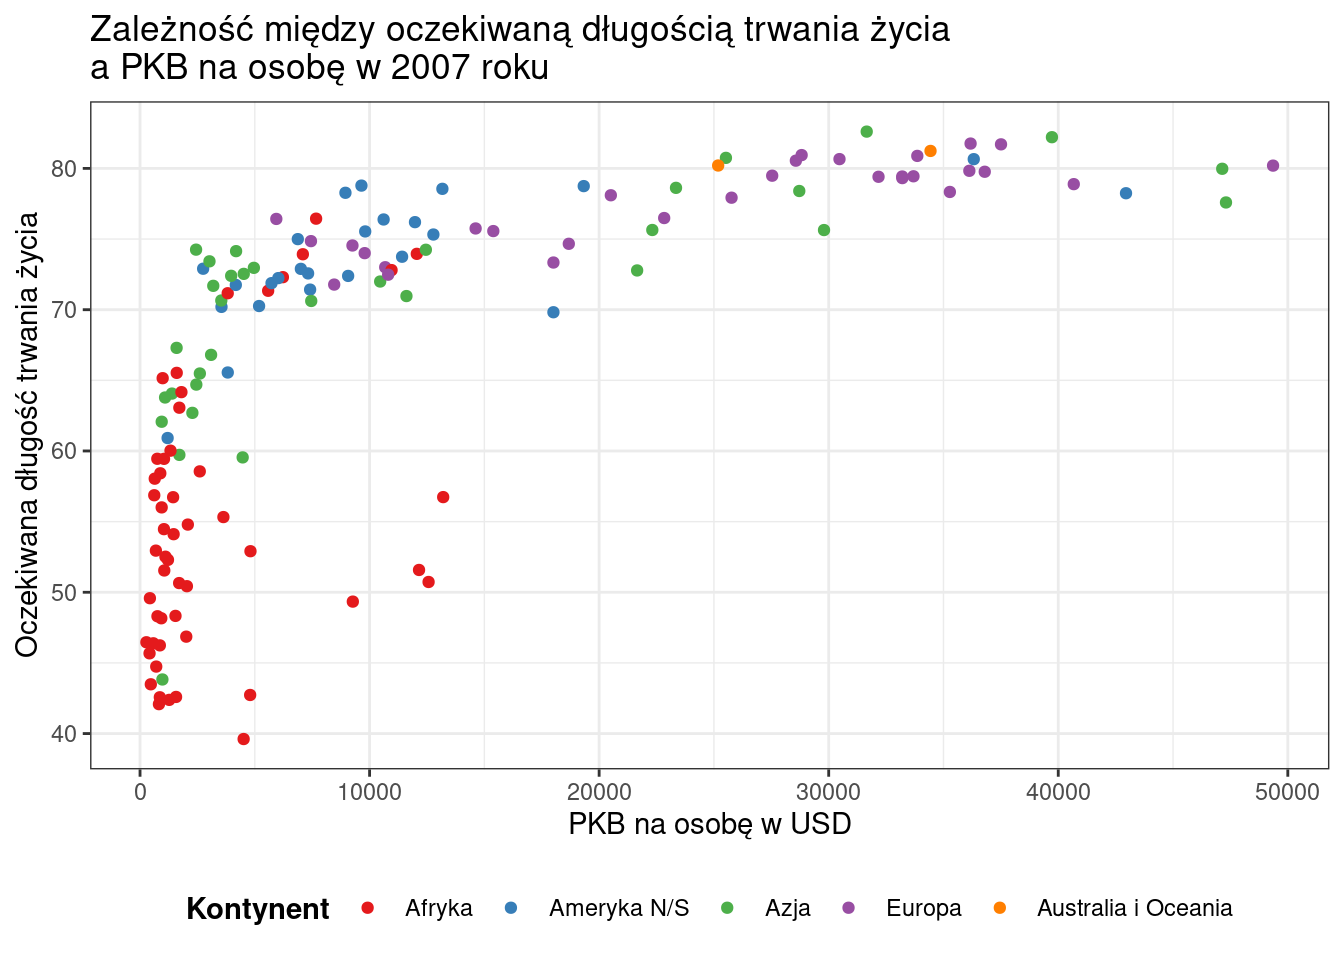 Zależność między oczekiwaną długością trwania życia
a PKB na osobę w 2007 roku
Oczekiwana długość trwania życia
80
70
60
50
40
0 10000 20000 30000 40000 50000
PKB na osobę w USD
Kontynent Afryka Ameryka N/S Azja Europa Australia i Oceania